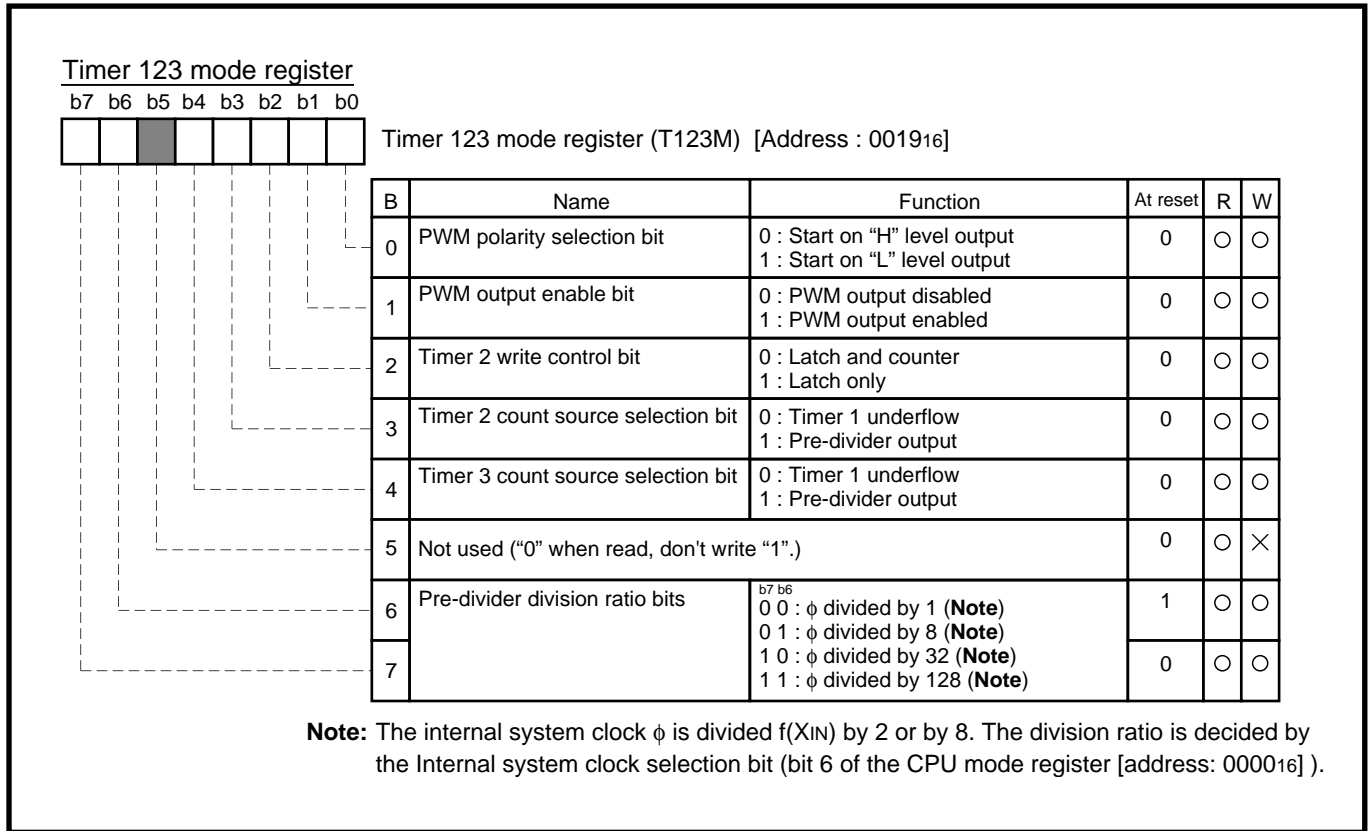 Timer 123 mode register
b7 b6 b5 b4 b3 b2 b1 b0
Timer 123 mode register (T123M) [Address : 001916]
B Name Function At reset R W
0 PWM polarity selection bit 0 : Start on “H” level output 0 ○ ○
1 : Start on “L” level output
1 PWM output enable bit 0 : PWM output disabled 0 ○ ○
1 : PWM output enabled
2 Timer 2 write control bit 0 : Latch and counter 0 ○ ○
1 : Latch only
3 Timer 2 count source selection bit 0 : Timer 1 underflow 0 ○ ○
1 : Pre-divider output
4 Timer 3 count source selection bit 0 : Timer 1 underflow 0 ○ ○
1 : Pre-divider output
5 Not used (“0” when read, don't write “1”.) 0 ○ ×
6 Pre-divider division ratio bits b7 b6 1 ○ ○
0 0 : ϕ divided by 1 (Note)
0 1 : ϕ divided by 8 (Note)
7 1 0 : ϕ divided by 32 (Note) 0 ○ ○
1 1 : ϕ divided by 128 (Note)
Note: The internal system clock ϕ is divided f(XIN) by 2 or by 8. The division ratio is decided by
the Internal system clock selection bit (bit 6 of the CPU mode register [address: 000016] ).